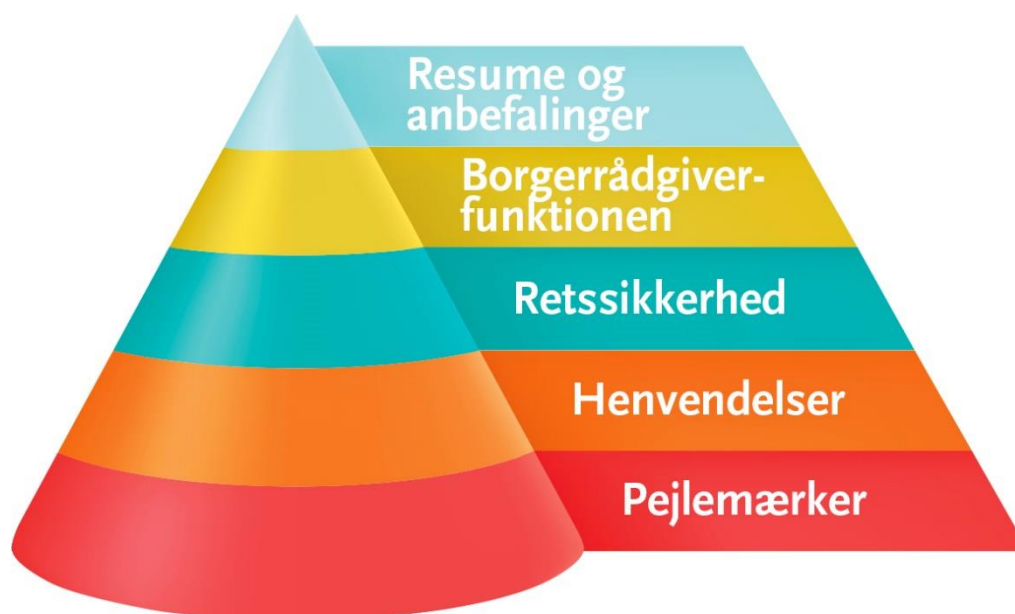 Resume og
anbefalinger
Borgerrådgiver-
funktionen
Retssikkerhed
Henvendelser
Pejlemærker